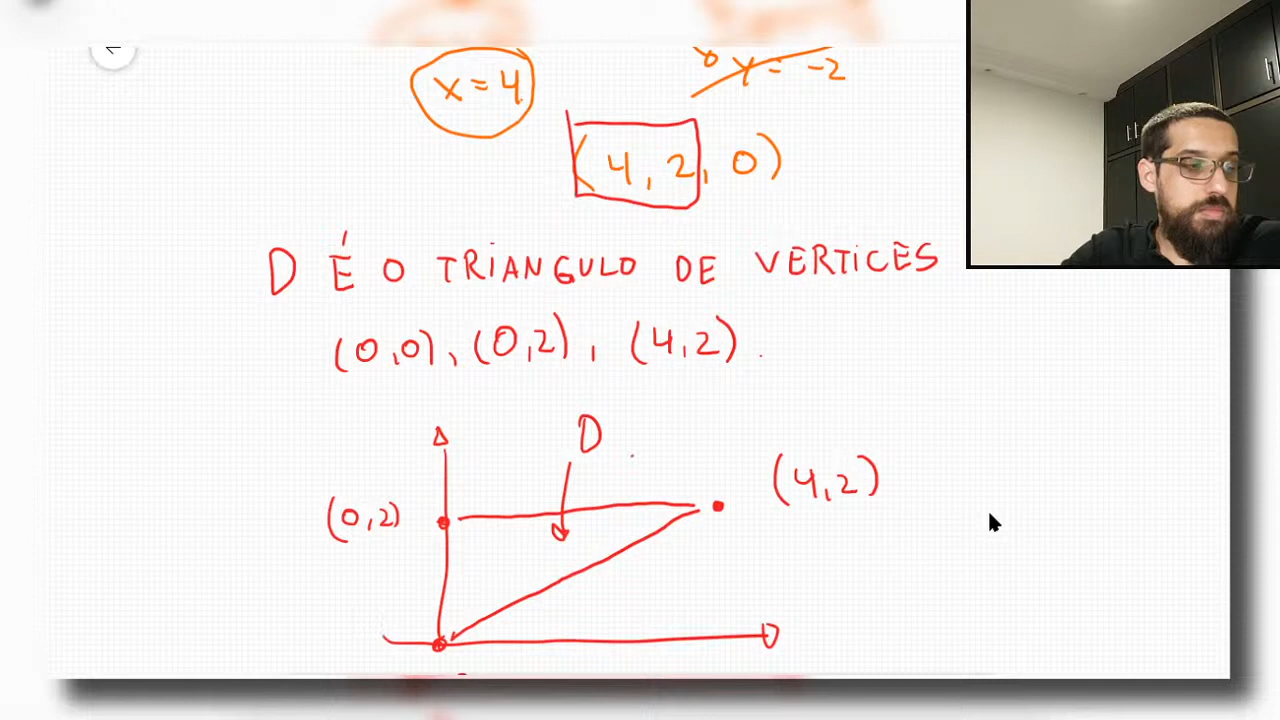 x = 4
y = -2
(4, 2, 0)
D É O TRIANGULO DE VERTICES
(0,0), (0,2), (4,2).
D
(4,2)
(0,2)